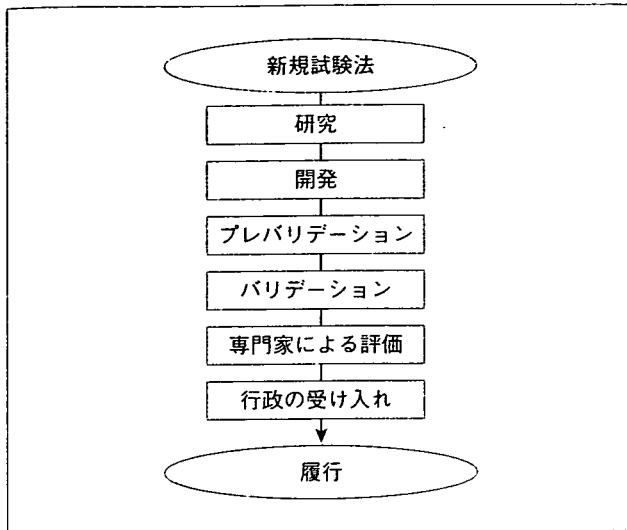 新規試験法
研究
開発
プレバリデーション
バリデーション
専門家による評価
行政の受け入れ
履行